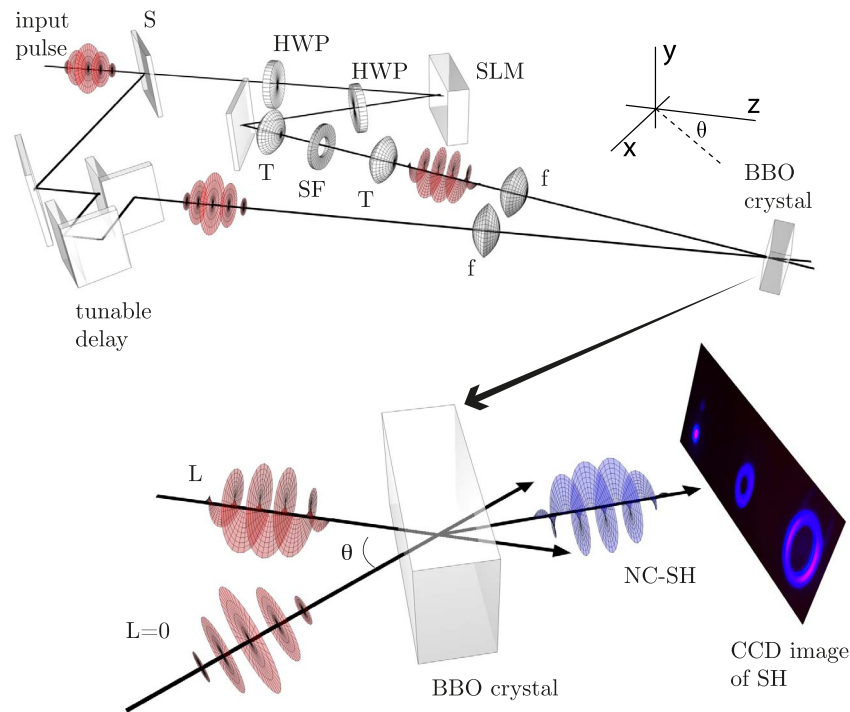 input
pulse
S
HWP
HWP
SLM
T
SF
T
f
f
tunable
delay
y
z
x
θ
BBO
crystal
L
θ
L=0
NC-SH
BBO crystal
CCD image
of SH